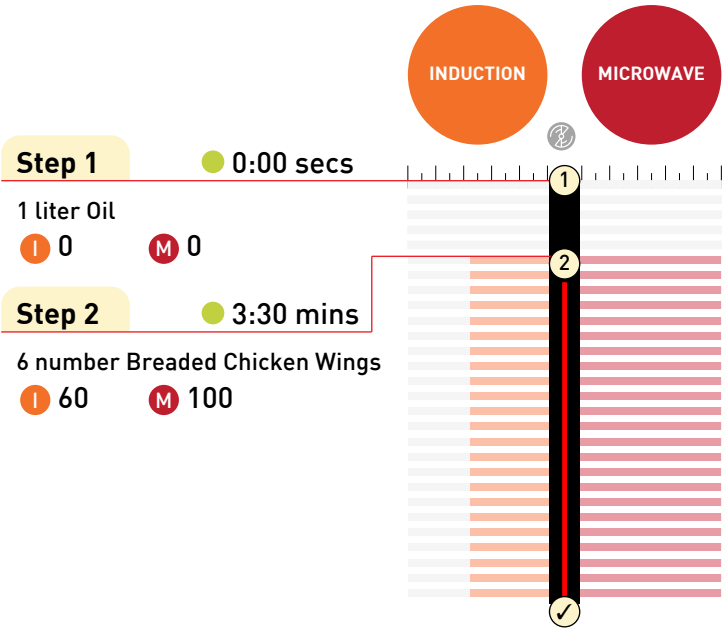 INDUCTION
MICROWAVE
Step 1
0:00 secs
1
1 liter Oil
I 0
M 0
2
Step 2
3:30 mins
6 number Breaded Chicken Wings
I 60
M 100
✓